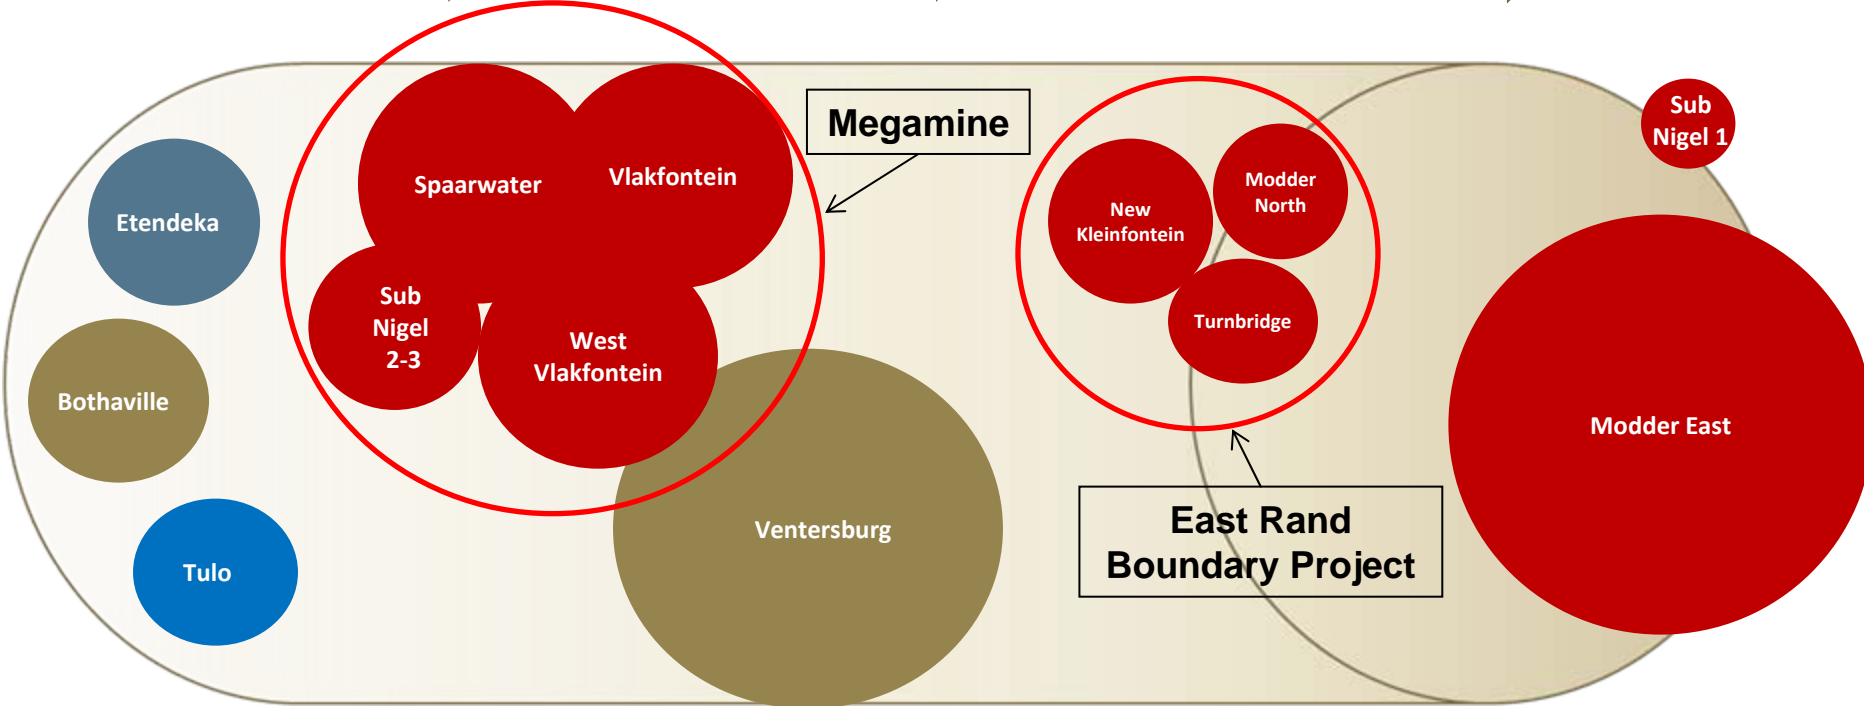 Sub
Nigel 1
Megamine
Spaarwater
Vlakfontein
Modder
North
New
Kleinfontein
Etendeka
Sub
Nigel
2-3
Turnbridge
West
Vlakfontein
Bothaville
Modder East
Ventersburg
East Rand
Boundary Project
Tulo